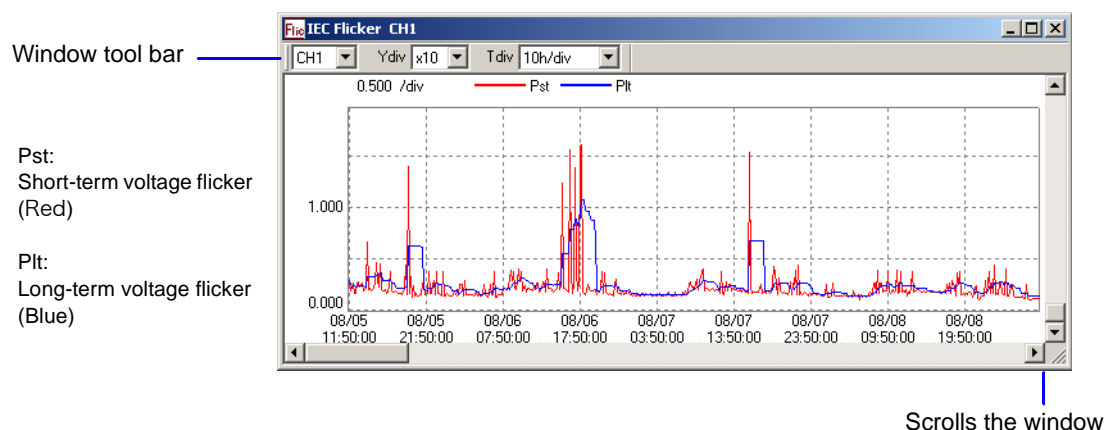 Flic IEC Flicker CH1
Window tool bar
CH1 Ydiv x10 Tdiv 10h/div
0.500 /div Pst Plt
Pst:
Short-term voltage flicker
(Red)
Plt:
Long-term voltage flicker
(Blue)
1.000
0.000
08/05 08/05 08/06 08/06 08/07 08/07 08/07 08/08 08/08
11:50:00 21:50:00 07:50:00 17:50:00 03:50:00 13:50:00 23:50:00 09:50:00 19:50:00
Scrolls the window